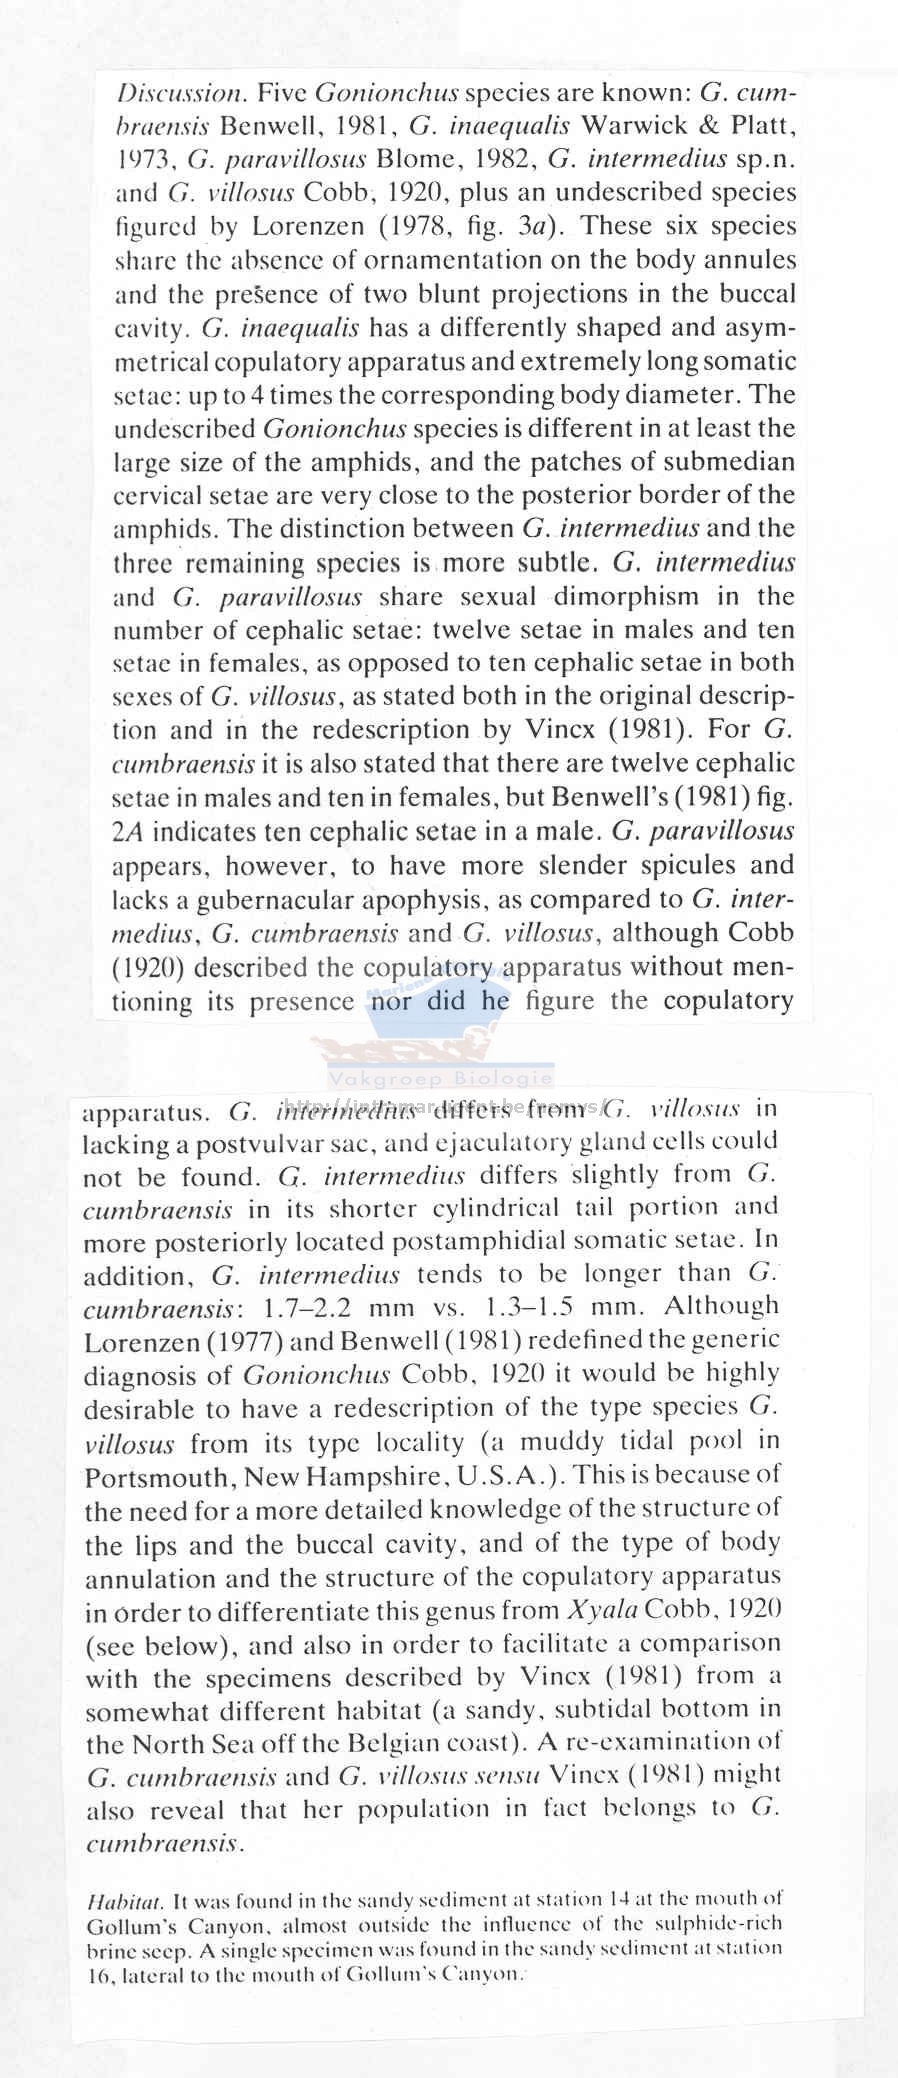 Discussion. Five Gonionchus species are known: G. cum-
braensis Benwell, 1981, G. inaequalis Warwick & Platt,
1973, G. paravillosus Blome, 1982, G. intermedius sp.n.
and G. villosus Cobb, 1920, plus an undescribed species
figured by Lorenzen (1978, fig. 3a). These six species
share the absence of ornamentation on the body annules
and the presence of two blunt projections in the buccal
cavity. G. inaequalis has a differently shaped and asym-
metrical copulatory apparatus and extremely long somatic
setae: up to 4 times the corresponding body diameter. The
undescribed Gonionchus species is different in at least the
large size of the amphids, and the patches of submedian
cervical setae are very close to the posterior border of the
amphids. The distinction between G. intermedius and the
three remaining species is more subtle. G. intermedius
and G. paravillosus share sexual dimorphism in the
number of cephalic setae: twelve setae in males and ten
setae in females, as opposed to ten cephalic setae in both
sexes of G. villosus, as stated both in the original descrip-
tion and in the redescription by Vincx (1981). For G.
cumbraensis it is also stated that there are twelve cephalic
setae in males and ten in females, but Benwell's (1981) fig.
2A indicates ten cephalic setae in a male. G. paravillosus
appears, however, to have more slender spicules and
lacks a gubernacular apophysis, as compared to G. inter-
medius, G. cumbraensis and G. villosus, although Cobb
(1920) described the copulatory apparatus without men-
tioning its presence nor did he figure the copulatory
Vakgroep Biologie
apparatus. G. intermedius differs from G. villosus in
lacking a postvulvar sac, and ejaculatory gland cells could
not be found. G. intermedius differs slightly from G.
cumbraensis in its shorter cylindrical tail portion and
more posteriorly located postamphidial somatic setae. In
addition, G. intermedius tends to be longer than G.
cumbraensis: 1.7–2.2 mm vs. 1.3–1.5 mm. Although
Lorenzen (1977) and Benwell (1981) redefined the generic
diagnosis of Gonionchus Cobb, 1920 it would be highly
desirable to have a redescription of the type species G.
villosus from its type locality (a muddy tidal pool in
Portsmouth, New Hampshire, U.S.A.). This is because of
the need for a more detailed knowledge of the structure of
the lips and the buccal cavity, and of the type of body
annulation and the structure of the copulatory apparatus
in order to differentiate this genus from Xyala Cobb, 1920
(see below), and also in order to facilitate a comparison
with the specimens described by Vincx (1981) from a
somewhat different habitat (a sandy, subtidal bottom in
the North Sea off the Belgian coast). A re-examination of
G. cumbraensis and G. villosus sensu Vincx (1981) might
also reveal that her population in fact belongs to G.
cumbraensis.
Habitat. It was found in the sandy sediment at station 14 at the mouth of
Gollum's Canyon, almost outside the influence of the sulphide-rich
brine seep. A single specimen was found in the sandy sediment at station
16, lateral to the mouth of Gollum's Canyon.